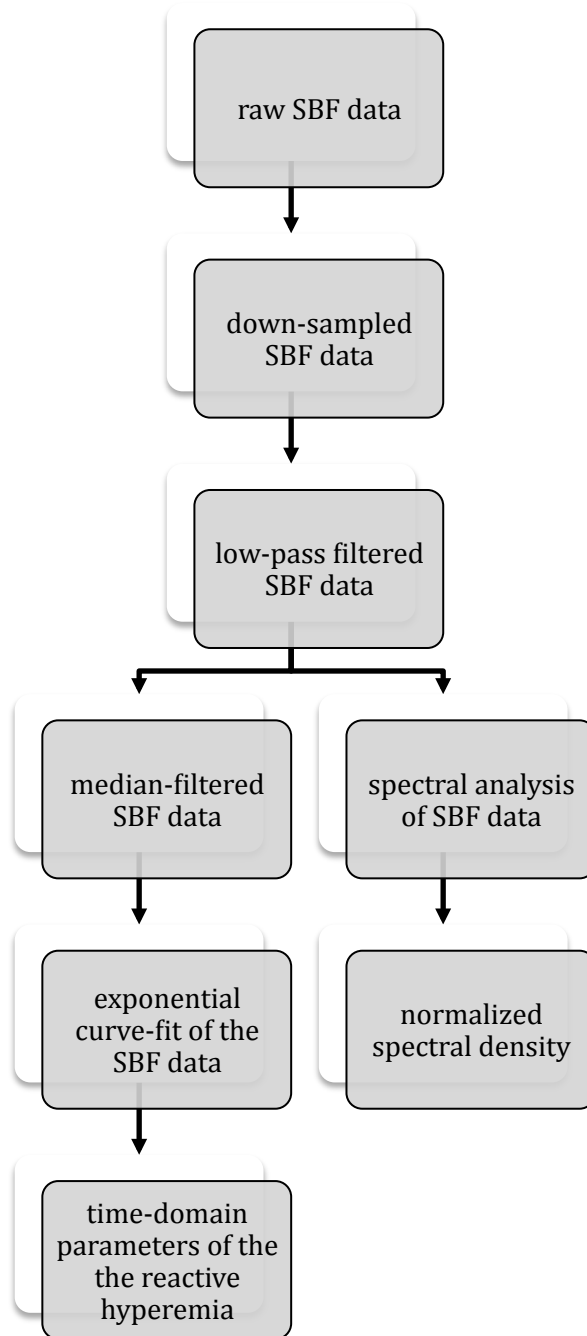 raw SBF data
down-sampled
SBF data
low-pass filtered
SBF data
median-filtered
SBF data
spectral analysis
of SBF data
exponential
curve-fit of the
SBF data
normalized
spectral density
time-domain
parameters of the
the reactive
hyperemia